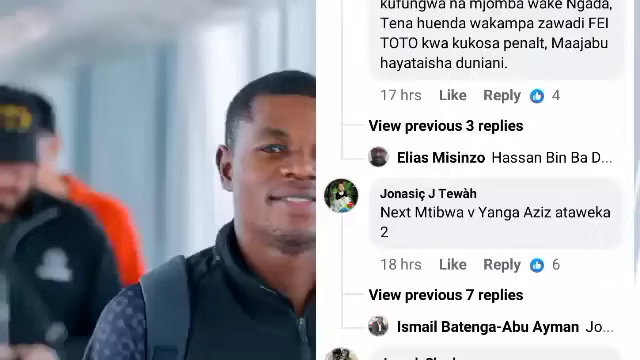 kufungwa na mjomba wake Ngada,
Tena huenda wakampa zawadi FEI
TOTO kwa kukosa penalt, Maajabu
hayataisha duniani.
17 hrs Like Reply 4
View previous 3 replies
Elias Misinzo Hassan Bin Ba D...
Jonasiç J Tewàh
Next Mtibwa v Yanga Aziz ataweka
2
18 hrs Like Reply 6
View previous 7 replies
Ismail Batenga-Abu Ayman Jo...